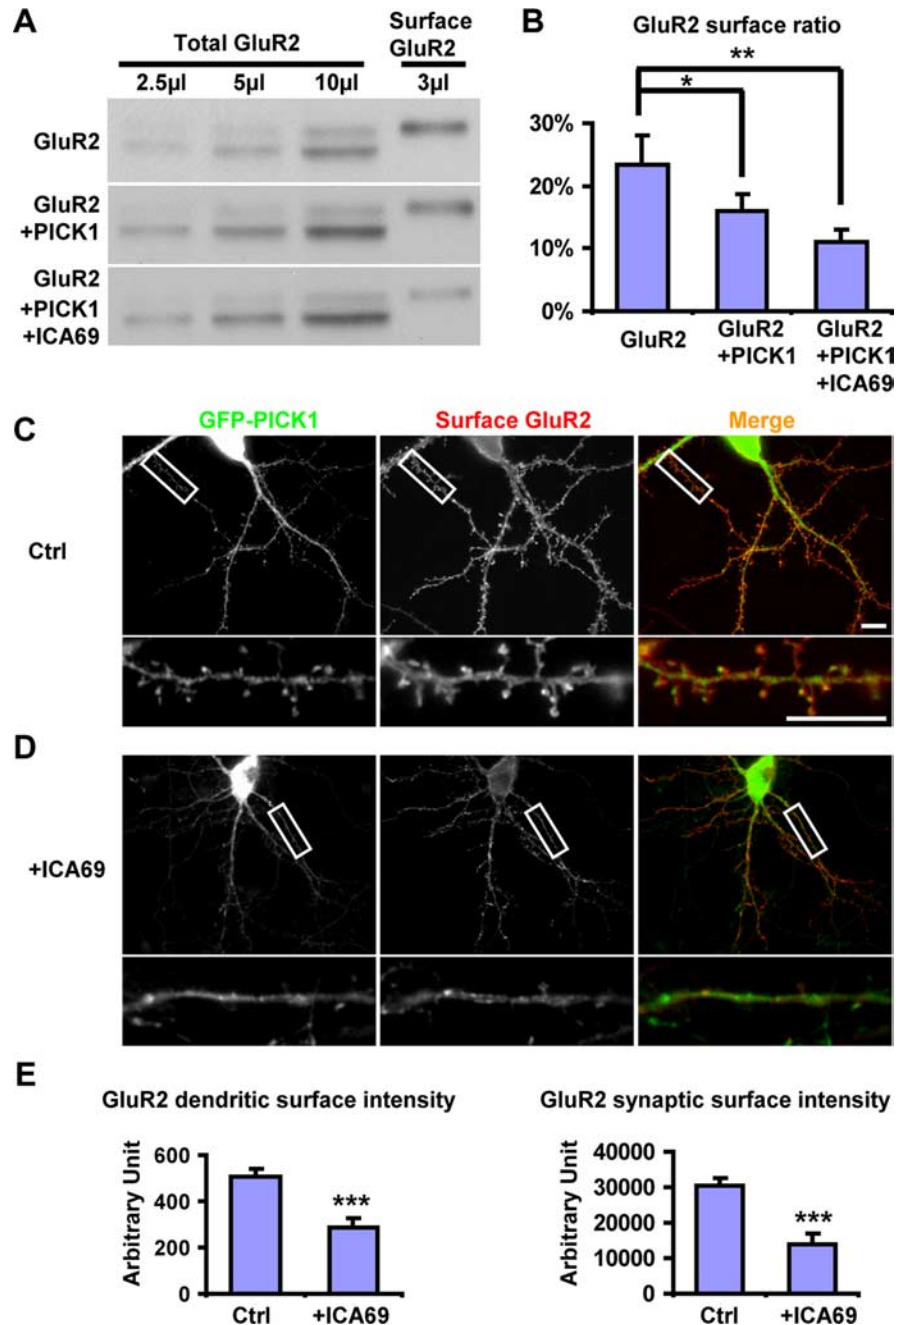 A
Total GluR2
Surface
GluR2
2.5µl 5µl 10µl 3µl
GluR2
GluR2
+PICK1
GluR2
+PICK1
+ICA69
B
GluR2 surface ratio
**
*
30%
20%
10%
0%
GluR2
GluR2
+PICK1
GluR2
+PICK1
+ICA69
C
GFP-PICK1 Surface GluR2 Merge
Ctrl
D
+ICA69
E
GluR2 dendritic surface intensity
Arbitrary Unit
600
400
200
0
***
Ctrl +ICA69
GluR2 synaptic surface intensity
Arbitrary Unit
40000
30000
20000
10000
0
***
Ctrl +ICA69